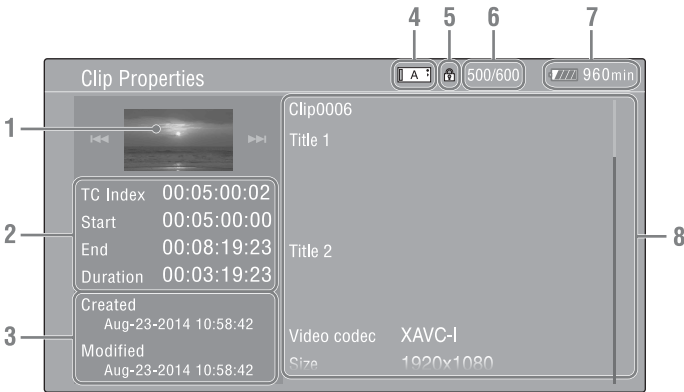 4 5 6 7
Clip Properties A 500/600 960min
1
Clip0006
Title 1
2
TC Index 00:05:00:02
Start 00:05:00:00
End 00:08:19:23
Duration 00:03:19:23
Title 2
8
3
Created
Aug-23-2014 10:58:42
Modified
Aug-23-2014 10:58:42
Video codec XAVC-I
Size 1920x1080